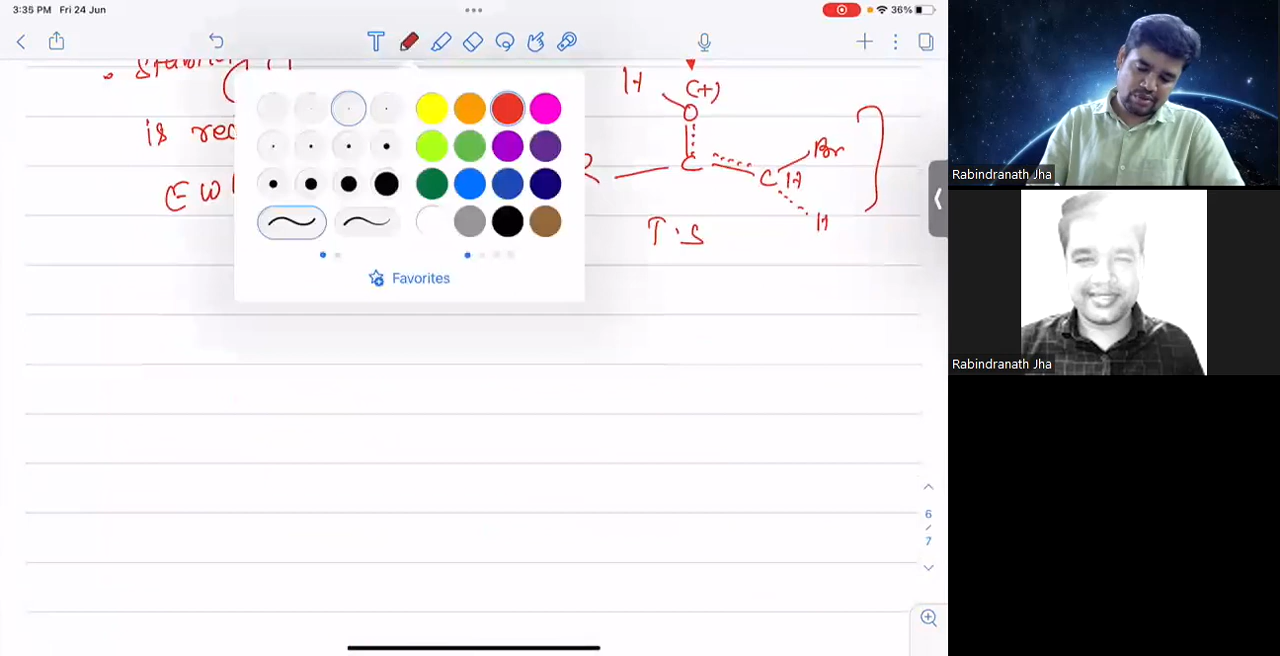 3:35 PM Fri 24 Jun
36%
H
(+)
O
is rec
C
Br
CH
EW
R
H
T.S
Favorites
6
/
7
Rabindranath Jha
Rabindranath Jha